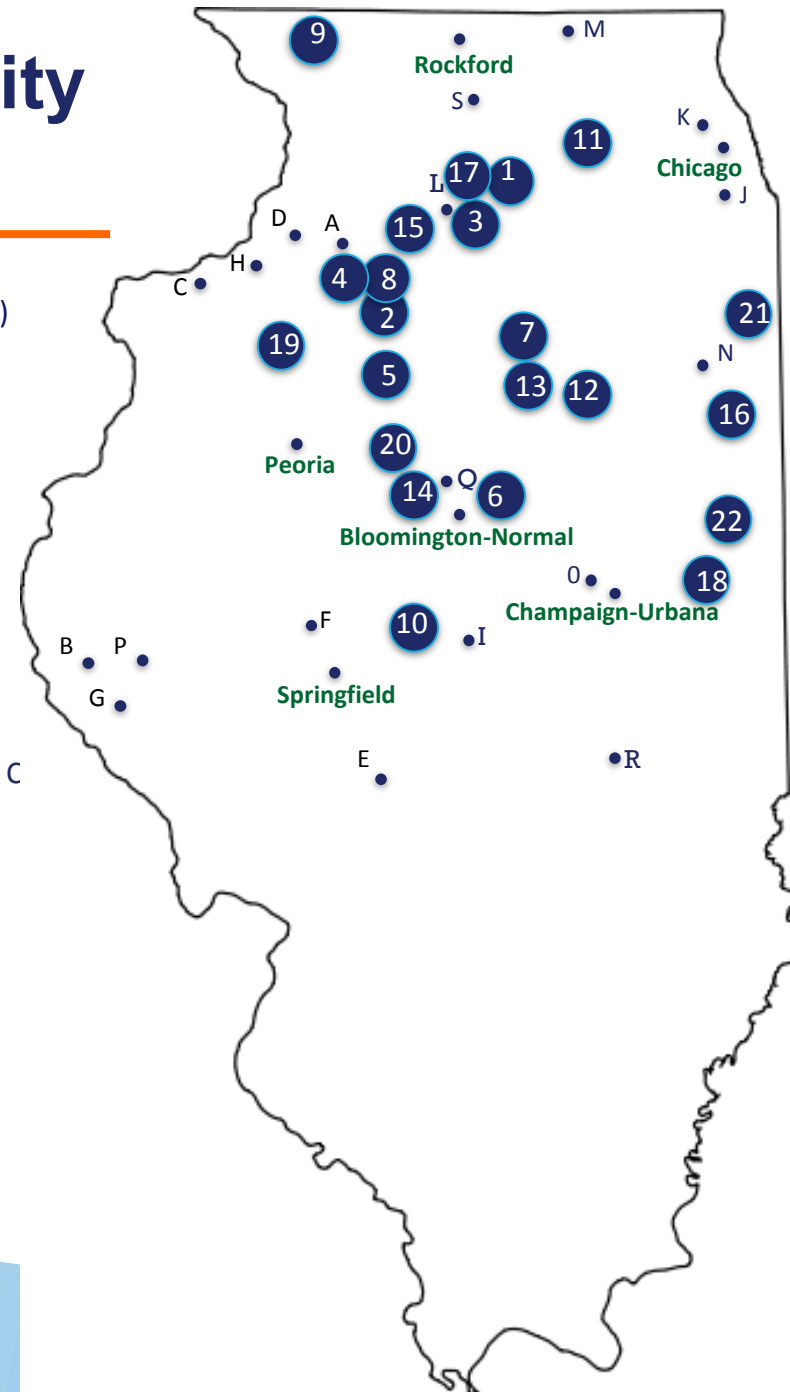 9
ity
M
Rockford
S
K
11
Chicago
17
1
L
J
D
A
15
3
H
4
8
C
)
21
2
7
19
N
5
13
12
16
20
Peoria
Q
14
6
22
Bloomington-Normal
0
18
Champaign-Urbana
F
10
I
B
P
Springfield
G
E
R
C